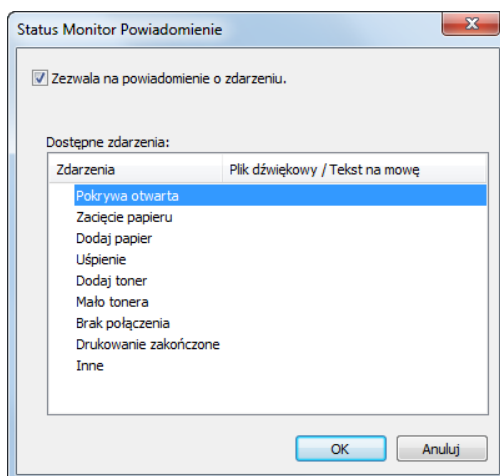 Status Monitor Powiadomienie
Zezwala na powiadomienie o zdarzeniu.
Dostępne zdarzenia:
Zdarzenia Plik dźwiękowy / Tekst na mowę
Pokrywa otwarta
Zacięcie papieru
Dodaj papier
Uśpienie
Dodaj toner
Mało tonera
Brak połączenia
Drukowanie zakończone
Inne
OK Anuluj